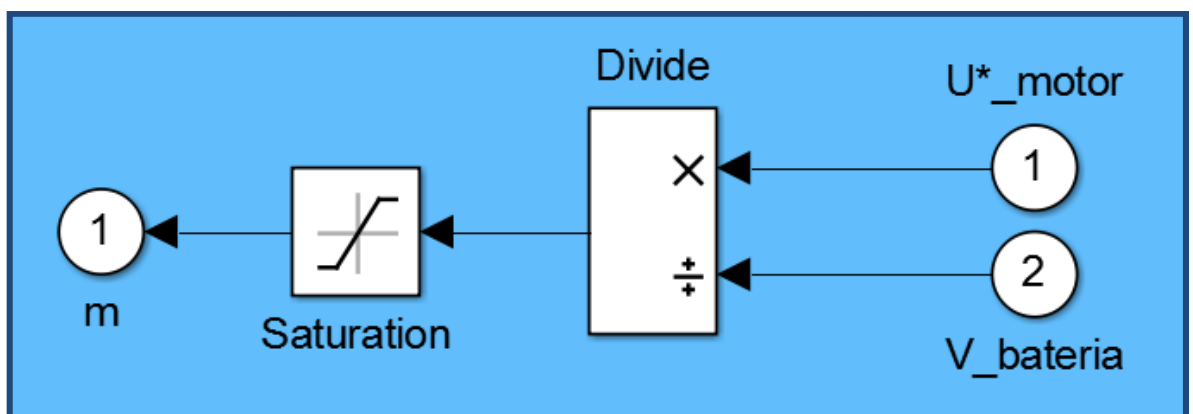 Divide
U*_motor
×
1
1
÷
2
m
Saturation
V_bateria